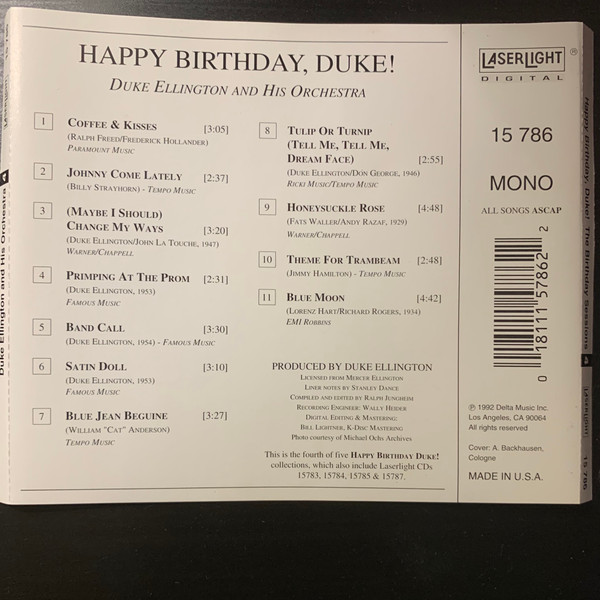 HAPPY BIRTHDAY, DUKE!
DUKE ELLINGTON AND HIS ORCHESTRA
1 COFFEE & KISSES [3:05]
(RALPH FREED/FREDERICK HOLLANDER)
PARAMOUNT MUSIC
2 JOHNNY COME LATELY [2:37]
(BILLY STRAYHORN) - TEMPO MUSIC
3 (MAYBE I SHOULD)
CHANGE MY WAYS [3:20]
(DUKE ELLINGTON/JOHN LA TOUCHE, 1947)
WARNER/CHAPPELL
4 PRIMPING AT THE PROM [2:31]
(DUKE ELLINGTON, 1953)
FAMOUS MUSIC
5 BAND CALL [3:30]
(DUKE ELLINGTON, 1954) - FAMOUS MUSIC
6 SATIN DOLL [3:10]
(DUKE ELLINGTON, 1953)
FAMOUS MUSIC
7 BLUE JEAN BEGUINE [3:27]
(WILLIAM "CAT" ANDERSON)
TEMPO MUSIC
8 TULIP OR TURNIP
(TELL ME, TELL ME,
DREAM FACE) [2:55]
(DUKE ELLINGTON/DON GEORGE, 1946)
RICKI MUSIC/TEMPO MUSIC
9 HONEYSUCKLE ROSE [4:48]
(FATS WALLER/ANDY RAZAF, 1929)
WARNER/CHAPPELL
10 THEME FOR TRAMBEAM [2:48]
(JIMMY HAMILTON) - TEMPO MUSIC
11 BLUE MOON [4:42]
(LORENZ HART/RICHARD ROGERS, 1934)
EMI ROBBINS
PRODUCED BY DUKE ELLINGTON
LICENSED FROM MERCER ELLINGTON
LINER NOTES BY STANLEY DANCE
COMPILED AND EDITED BY RALPH JUNGHEIM
RECORDING ENGINEER: WALLY HEIDER
DIGITAL EDITING & MASTERING:
BILL LIGHTNER, K-DISC MASTERING
Photo courtesy of Michael Ochs Archives
This is the fourth of five HAPPY BIRTHDAY DUKE!
collections, which also include Laserlight CDs
15783, 15784, 15785 & 15787.
LASERLIGHT ®
DIGITAL
15 786
MONO
ALL SONGS ASCAP
0 18111 57862 2
℗ 1992 Delta Music Inc.
Los Angeles, CA 90064
All rights reserved
Cover: A. Backhausen,
Cologne
MADE IN U.S.A.
Duke Ellington and His Orchestra
Happy Birthday, Duke! The Birthday Sessions 4
15 786